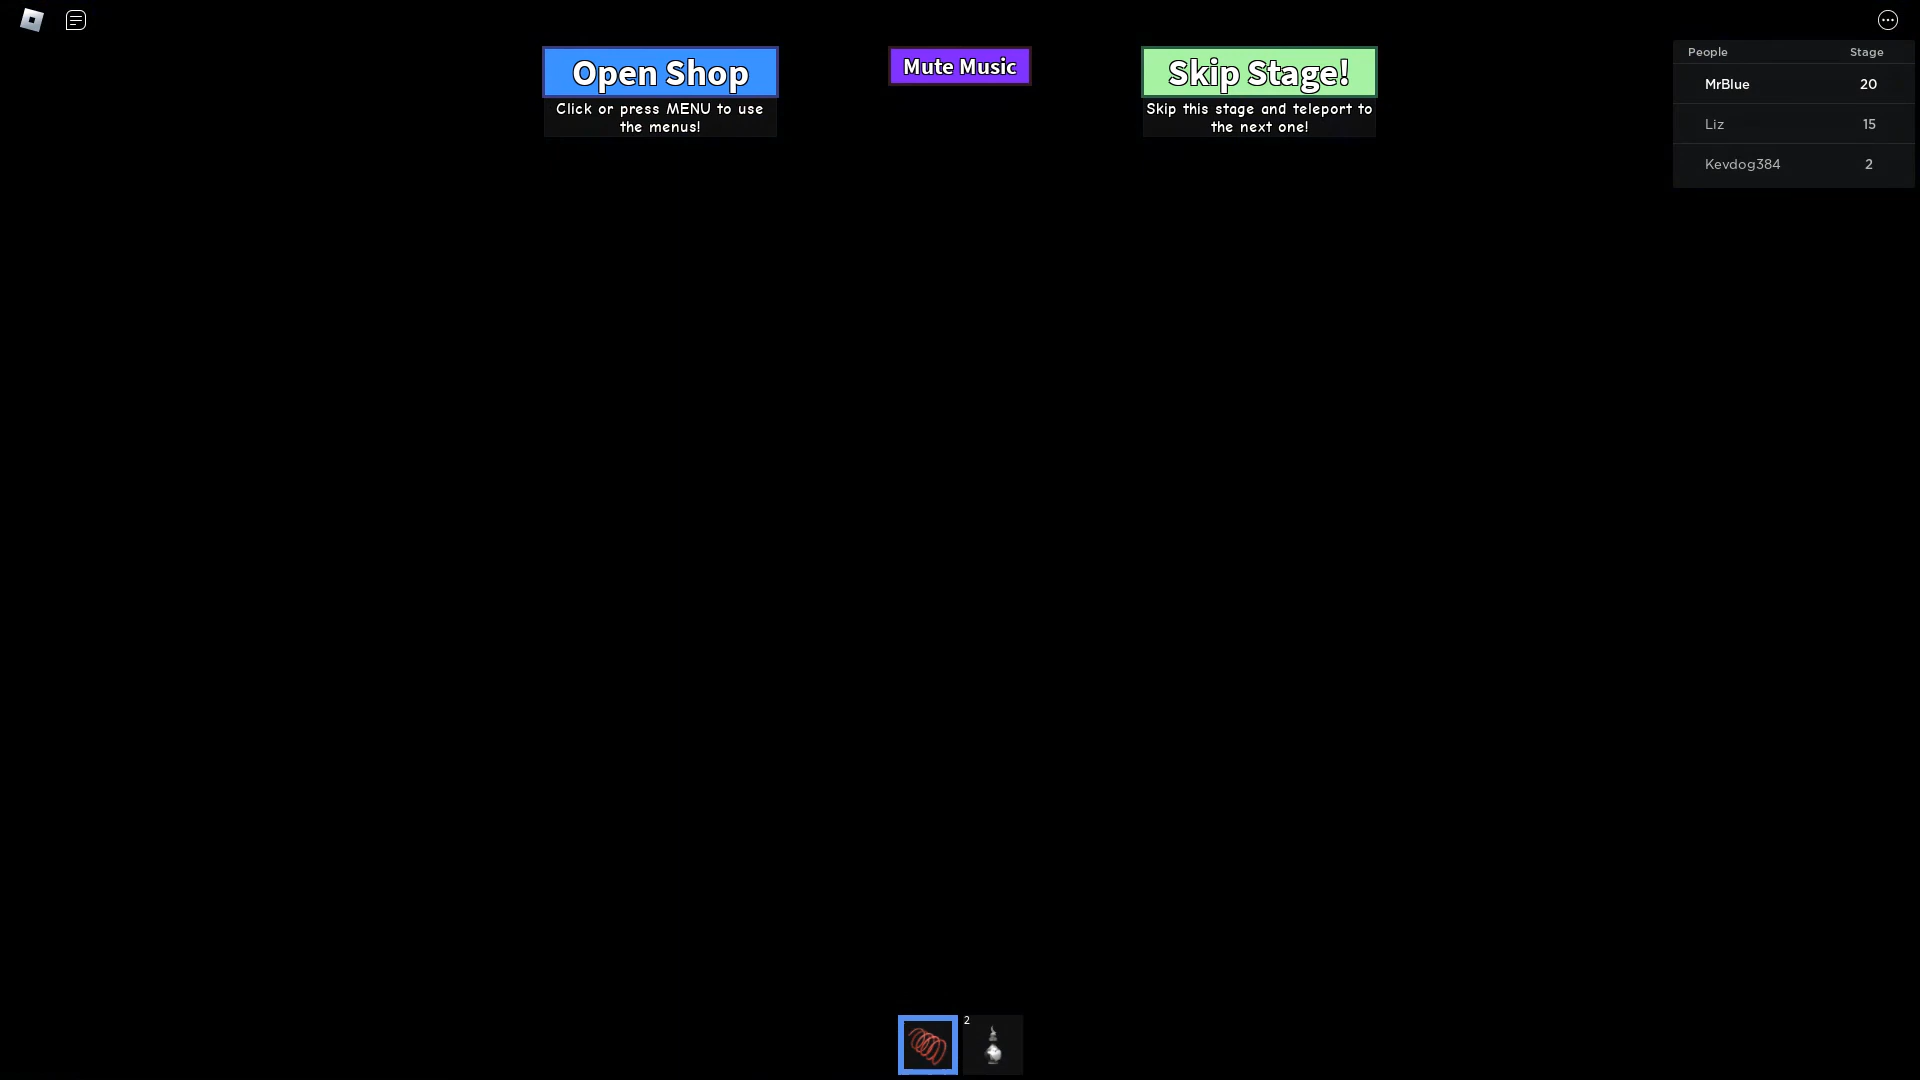 Open Shop
Click or press MENU to use
the menus!
Mute Music
Skip Stage!
Skip this stage and teleport to
the next one!
People Stage
MrBlue 20
Liz 15
Kevdog384 2
2